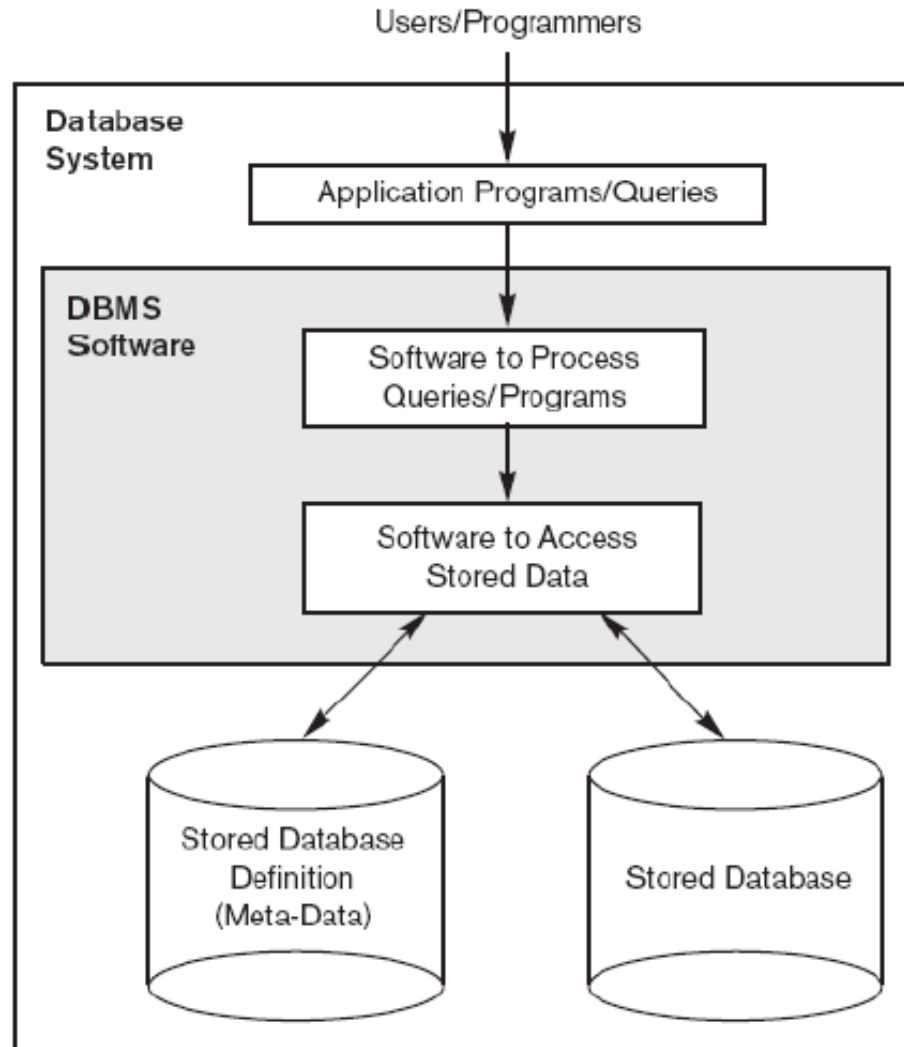 Users/Programmers
Database
System
Application Programs/Queries
DBMS
Software
Software to Process
Queries/Programs
Software to Access
Stored Data
Stored Database
Definition
(Meta-Data)
Stored Database